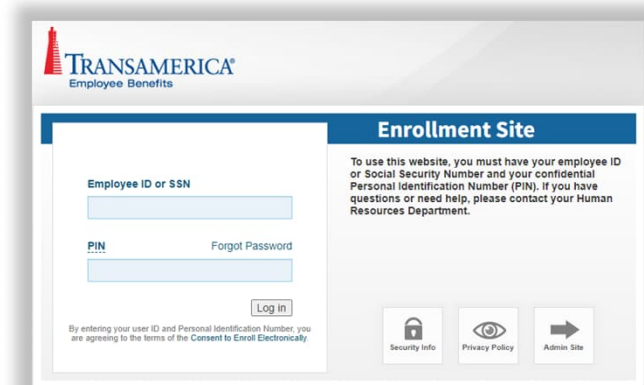 TRANSAMERICA®
Employee Benefits
Enrollment Site
To use this website, you must have your employee ID
or Social Security Number and your confidential
Personal Identification Number (PIN). If you have
questions or need help, please contact your Human
Resources Department.
Employee ID or SSN
PIN Forgot Password
Log in
By entering your user ID and Personal Identification Number, you
are agreeing to the terms of the Consent to Enroll Electronically.
Security Info Privacy Policy Admin Site